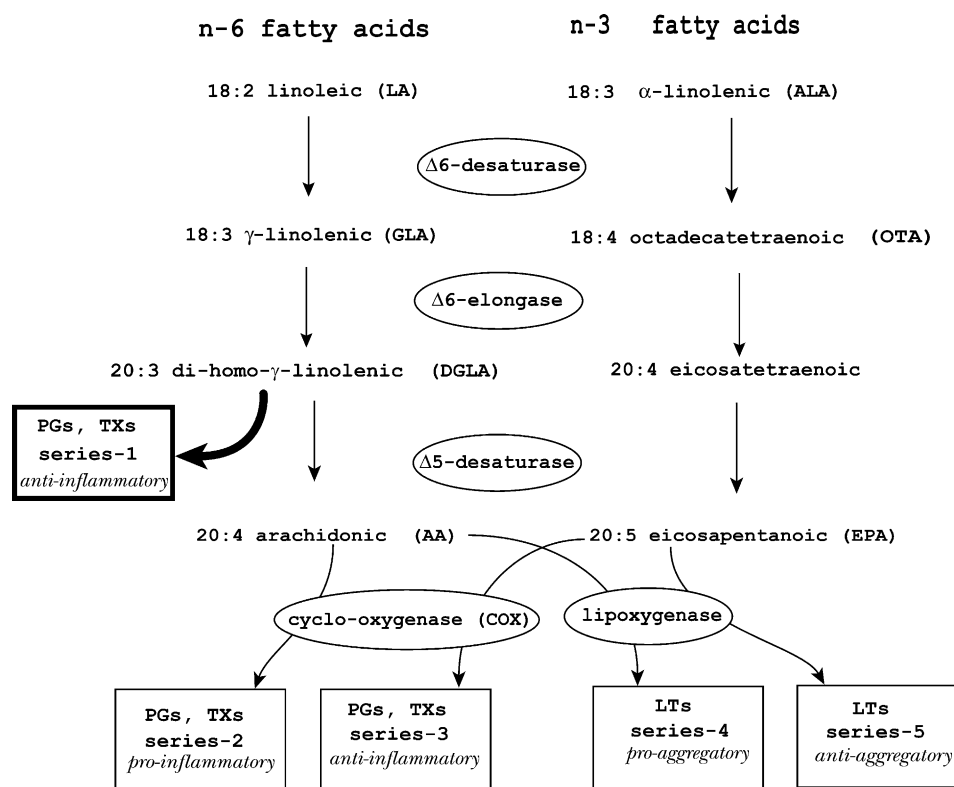 n-6 fatty acids
n-3 fatty acids
18:2 linoleic (LA)
18:3 α-linolenic (ALA)
Δ6-desaturase
18:3 γ-linolenic (GLA)
18:4 octadecatetraenoic (OTA)
Δ6-elongase
20:3 di-homo-γ-linolenic (DGLA)
20:4 eicosatetraenoic
PGs, TXs
series-1
anti-inflammatory
Δ5-desaturase
20:4 arachidonic (AA)
20:5 eicosapentanoic (EPA)
cyclo-oxygenase (COX)
lipoxygenase
PGs, TXs
series-2
pro-inflammatory
PGs, TXs
series-3
anti-inflammatory
LTs
series-4
pro-aggregatory
LTs
series-5
anti-aggregatory